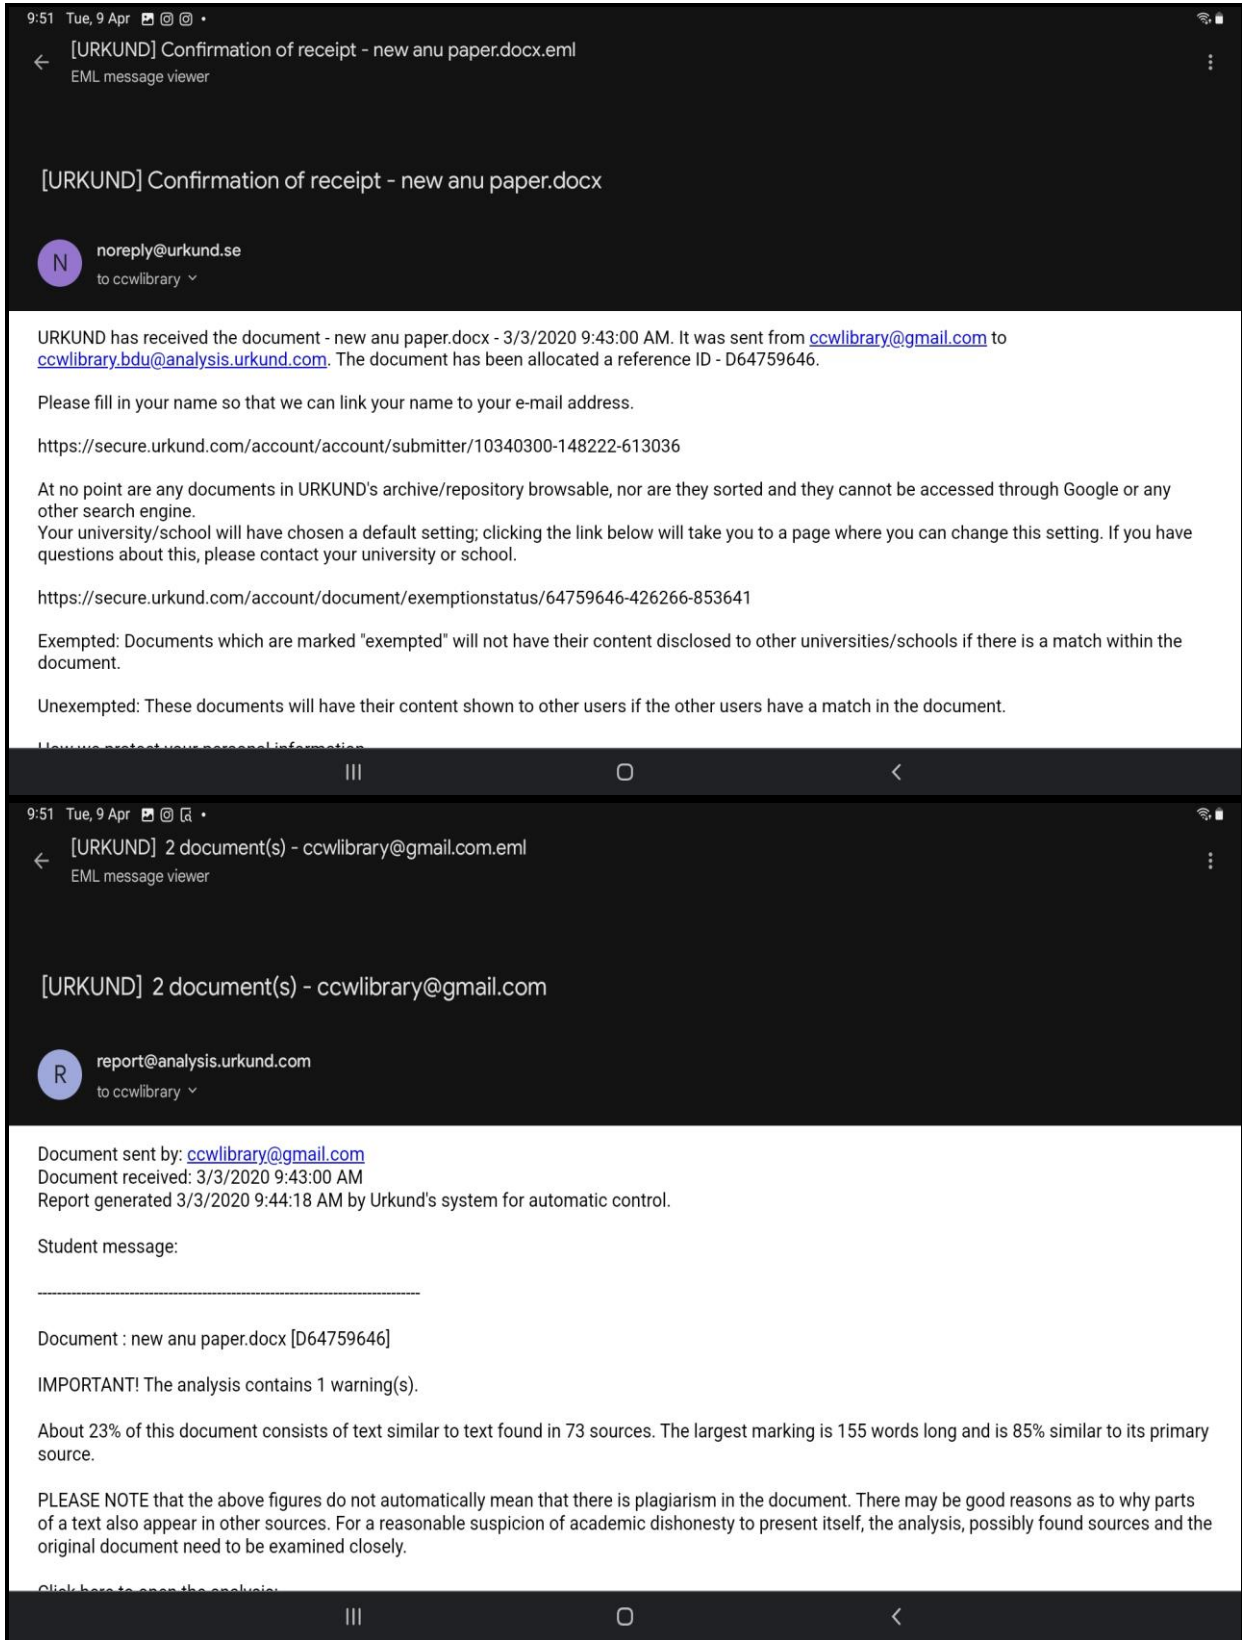 9:51 Tue, 9 Apr
[URKUND] Confirmation of receipt - new anu paper.docx.eml
EML message viewer
[URKUND] Confirmation of receipt - new anu paper.docx
N
noreply@urkund.se
to ccwlibrary
URKUND has received the document - new anu paper.docx - 3/3/2020 9:43:00 AM. It was sent from ccwlibrary@gmail.com to
ccwlibrary.bdu@analysis.urkund.com. The document has been allocated a reference ID - D64759646.
Please fill in your name so that we can link your name to your e-mail address.
https://secure.urkund.com/account/account/submitter/10340300-148222-613036
At no point are any documents in URKUND's archive/repository browsable, nor are they sorted and they cannot be accessed through Google or any
other search engine.
Your university/school will have chosen a default setting; clicking the link below will take you to a page where you can change this setting. If you have
questions about this, please contact your university or school.
https://secure.urkund.com/account/document/exemptionstatus/64759646-426266-853641
Exempted: Documents which are marked "exempted" will not have their content disclosed to other universities/schools if there is a match within the
document.
Unexempted: These documents will have their content shown to other users if the other users have a match in the document.
How we protect your personal information
9:51 Tue, 9 Apr
[URKUND] 2 document(s) - ccwlibrary@gmail.com.eml
EML message viewer
[URKUND] 2 document(s) - ccwlibrary@gmail.com
R
report@analysis.urkund.com
to ccwlibrary
Document sent by: ccwlibrary@gmail.com
Document received: 3/3/2020 9:43:00 AM
Report generated 3/3/2020 9:44:18 AM by Urkund's system for automatic control.
Student message:
--------------------------------------------------------------------------------
Document : new anu paper.docx [D64759646]
IMPORTANT! The analysis contains 1 warning(s).
About 23% of this document consists of text similar to text found in 73 sources. The largest marking is 155 words long and is 85% similar to its primary
source.
PLEASE NOTE that the above figures do not automatically mean that there is plagiarism in the document. There may be good reasons as to why parts
of a text also appear in other sources. For a reasonable suspicion of academic dishonesty to present itself, the analysis, possibly found sources and the
original document need to be examined closely.
Click here to open the analysis: